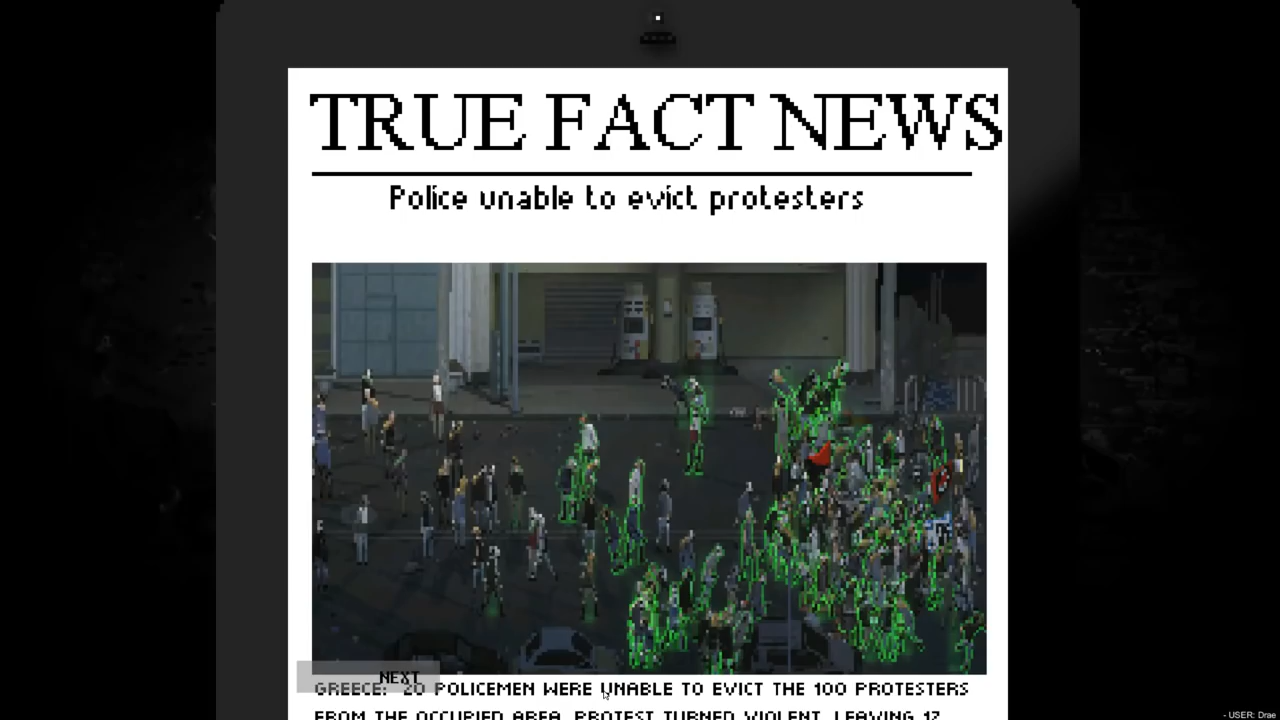 TRUE FACT NEWS
Police unable to evict protesters
NEXT
GREECE: 20 POLICEMEN WERE UNABLE TO EVICT THE 100 PROTESTERS
FROM THE OCCUPIED AREA. PROTEST TURNED VIOLENT, LEAVING 17
- USER: Drae